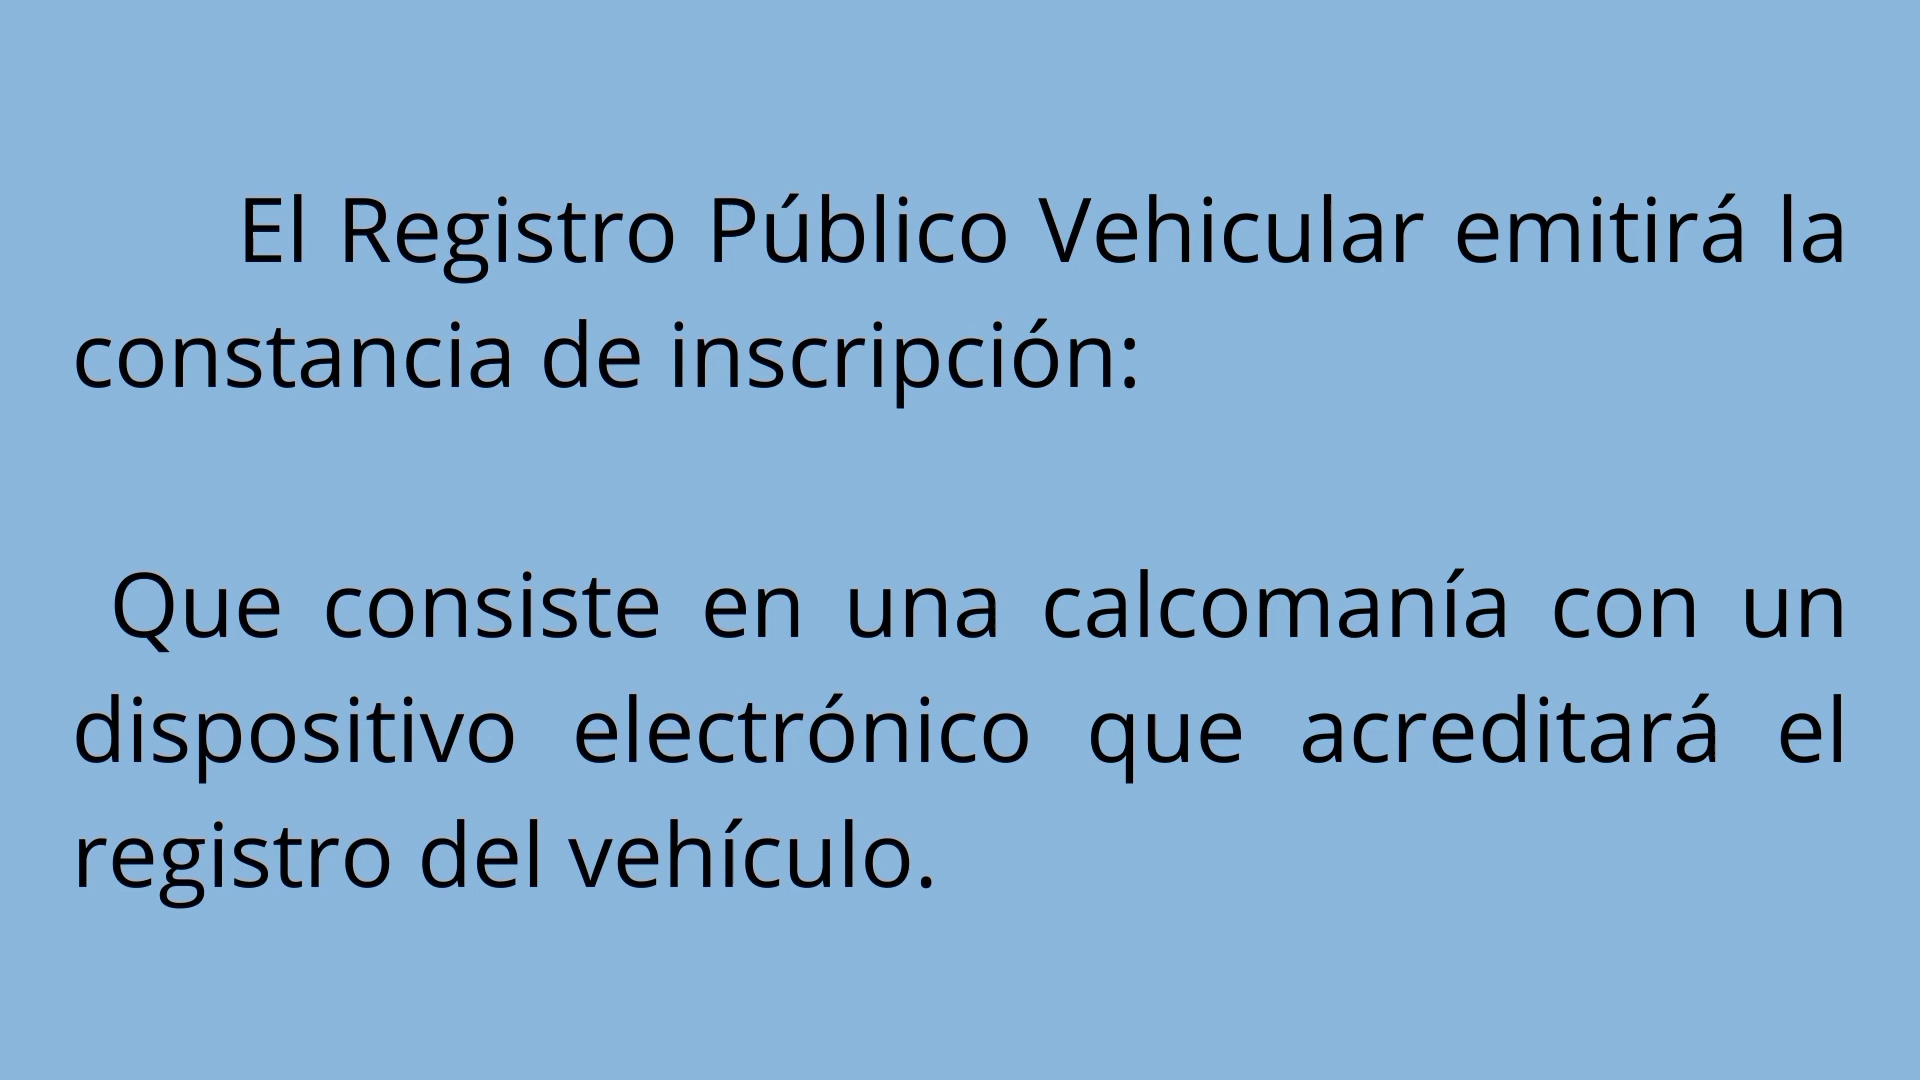 El Registro Público Vehicular emitirá la
constancia de inscripción:
Que consiste en una calcomanía con un
dispositivo electrónico que acreditará el
registro del vehículo.